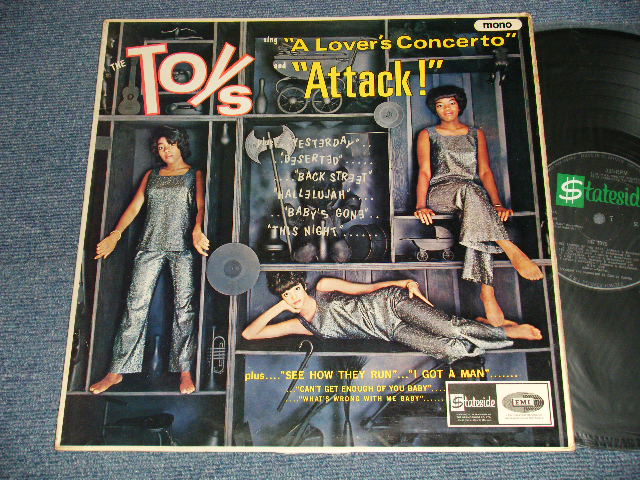 mono
THE TOYS
sing "A Lover's Concerto"
and "Attack!"
plus "YESTERDAY"...
"DESERTED".....
...."BACK STREET"
"HALLELUJAH"....
.."BABY'S GONE"...
"THIS NIGHT"......
plus...."SEE HOW THEY RUN"..."I GOT A MAN".......
..."CAN'T GET ENOUGH OF YOU BABY"....
...."WHAT'S WRONG WITH ME BABY"......
Stateside
EMI
Stateside